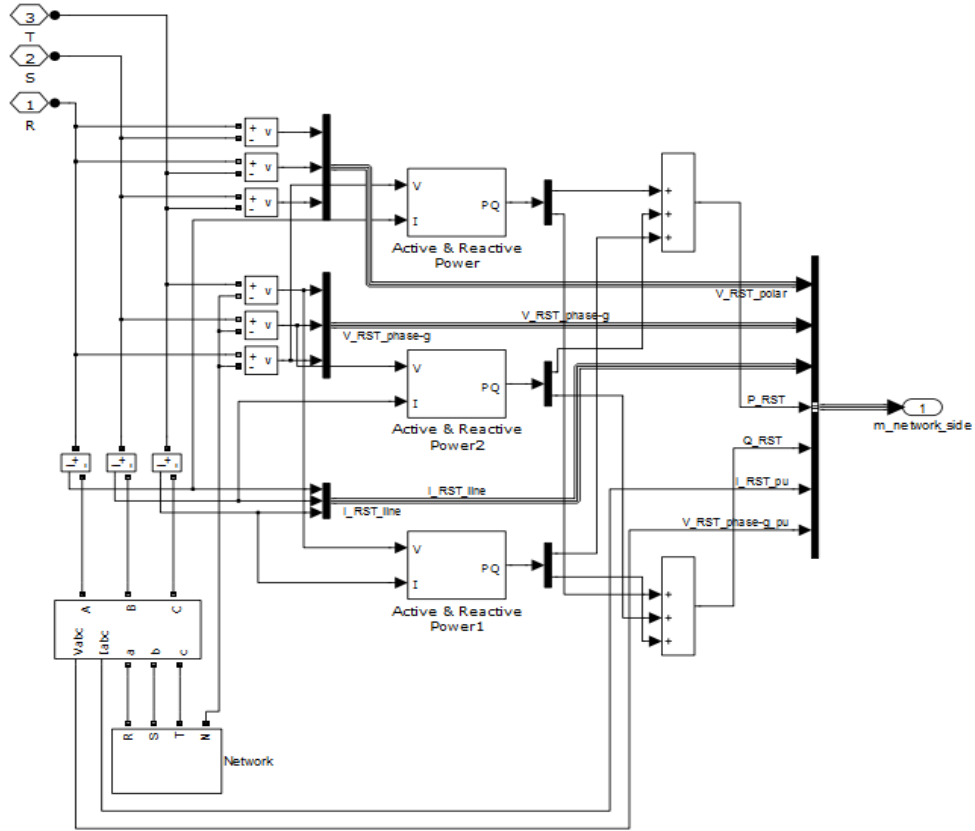 3
T
2
S
1
R
+
-
v
+
-
v
+
-
v
V
I
PQ
Active & Reactive
Power
+
+
+
+
-
v
+
-
v
+
-
v
V_RST_polar
V_RST_phase-g
V_RST_phase-g
V
I
PQ
Active & Reactive
Power2
P_RST
1
m_network_side
Q_RST
i
+
-
i
+
-
i
+
-
I_RST_line
I_RST_line
I_RST_pu
V_RST_phase-g_pu
V
I
PQ
Active & Reactive
Power1
+
+
+
A
B
C
Vabc
Iabc
a
b
c
R
S
T
N
Network